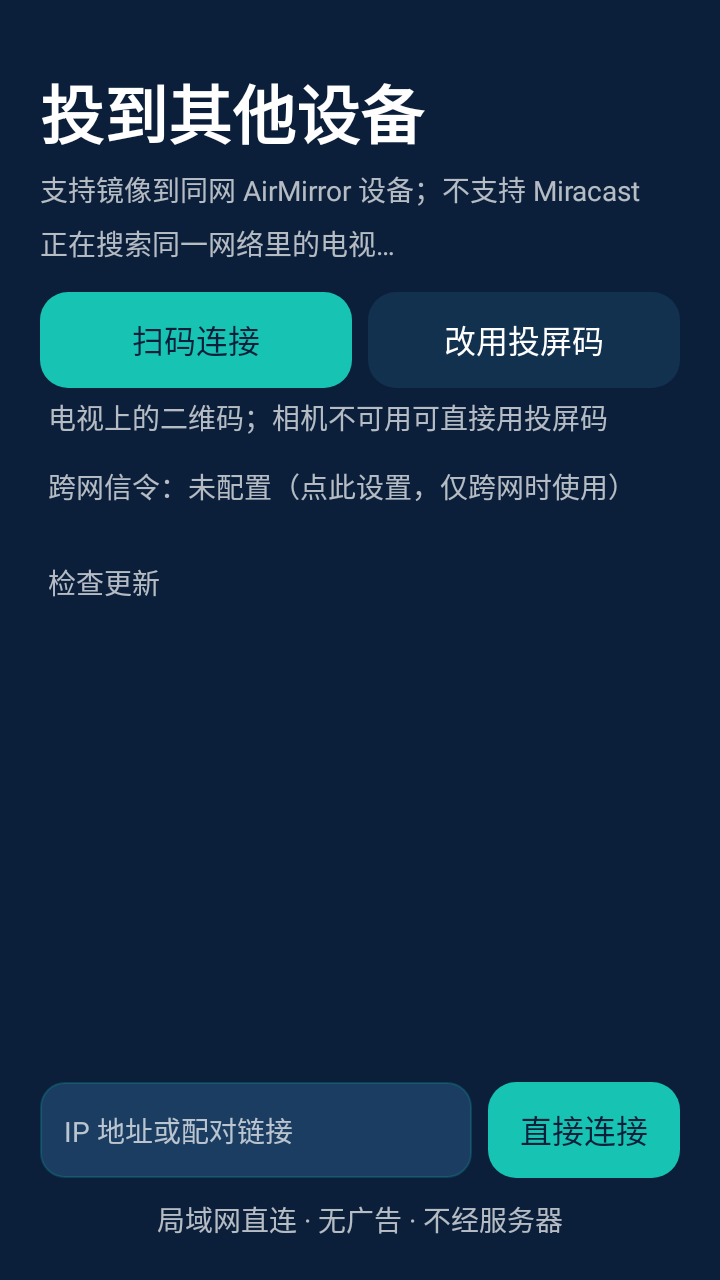 投到其他设备
支持镜像到同网 AirMirror 设备；不支持 Miracast
正在搜索同一网络里的电视…
扫码连接
改用投屏码
电视上的二维码；相机不可用可直接用投屏码
跨网信令：未配置（点此设置，仅跨网时使用）
检查更新
IP 地址或配对链接
直接连接
局域网直连 · 无广告 · 不经服务器